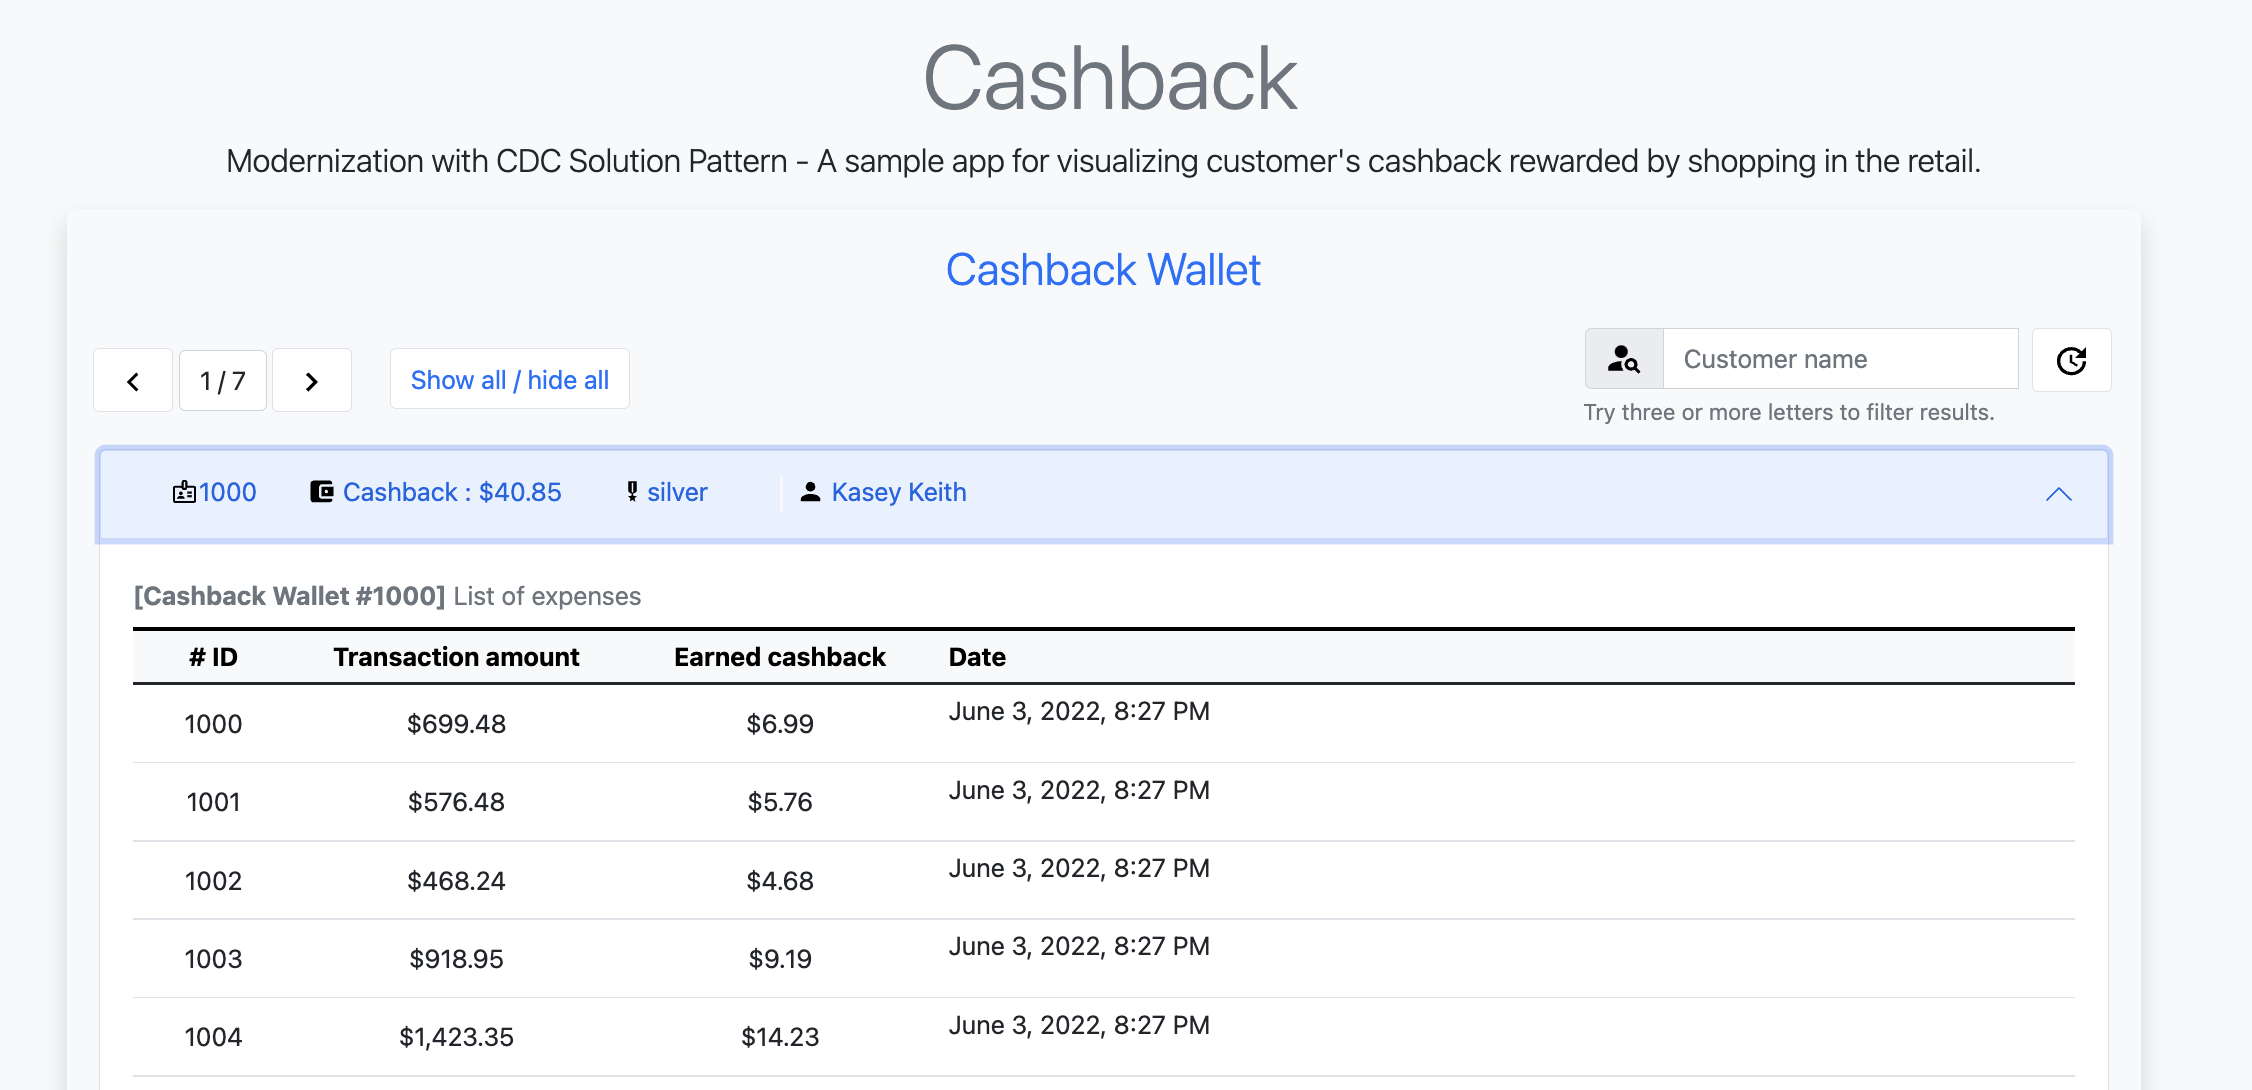 Cashback
Modernization with CDC Solution Pattern - A sample app for visualizing customer's cashback rewarded by shopping in the retail.
Cashback Wallet
1 / 7
Show all / hide all
Customer name
Try three or more letters to filter results.
1000 Cashback : $40.85 silver Kasey Keith
[Cashback Wallet #1000] List of expenses
# ID Transaction amount Earned cashback Date
1000 $699.48 $6.99 June 3, 2022, 8:27 PM
1001 $576.48 $5.76 June 3, 2022, 8:27 PM
1002 $468.24 $4.68 June 3, 2022, 8:27 PM
1003 $918.95 $9.19 June 3, 2022, 8:27 PM
1004 $1,423.35 $14.23 June 3, 2022, 8:27 PM